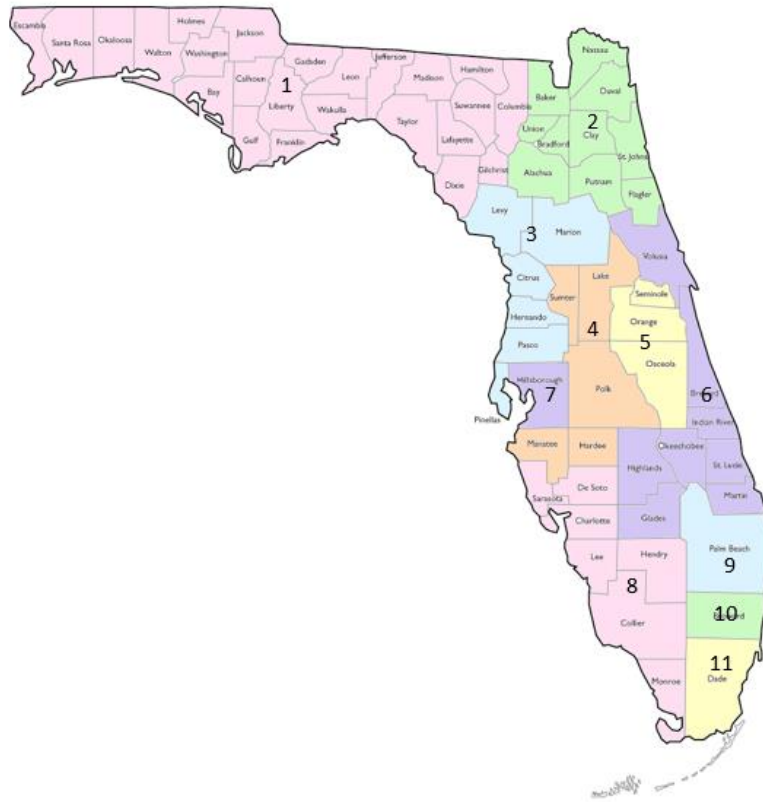 Holmes
Escambia
Jackson
Santa Rosa
Okaloosa
Walton
Washington
Jefferson
Gadsden
Hamilton
Nassau
Calhoun
1
Leon
Madison
Bay
Liberty
Suwannee
Columbia
Baker
Duval
Wakulla
Taylor
Union
2
Gulf
Franklin
Lafayette
Bradford
Clay
St. Johns
Gilchrist
Alachua
Putnam
Dixie
Flagler
Levy
3
Marion
Volusia
Citrus
Lake
Sumter
Seminole
Hernando
4
Orange
5
Pasco
Osceola
Hillsborough
7
Polk
6
Pinellas
Indian River
Manatee
Hardee
Okeechobee
Highlands
St. Lucie
Sarasota
De Soto
Martin
Charlotte
Glades
Lee
Hendry
Palm Beach
8
9
Collier
10
11
Monroe
Dade